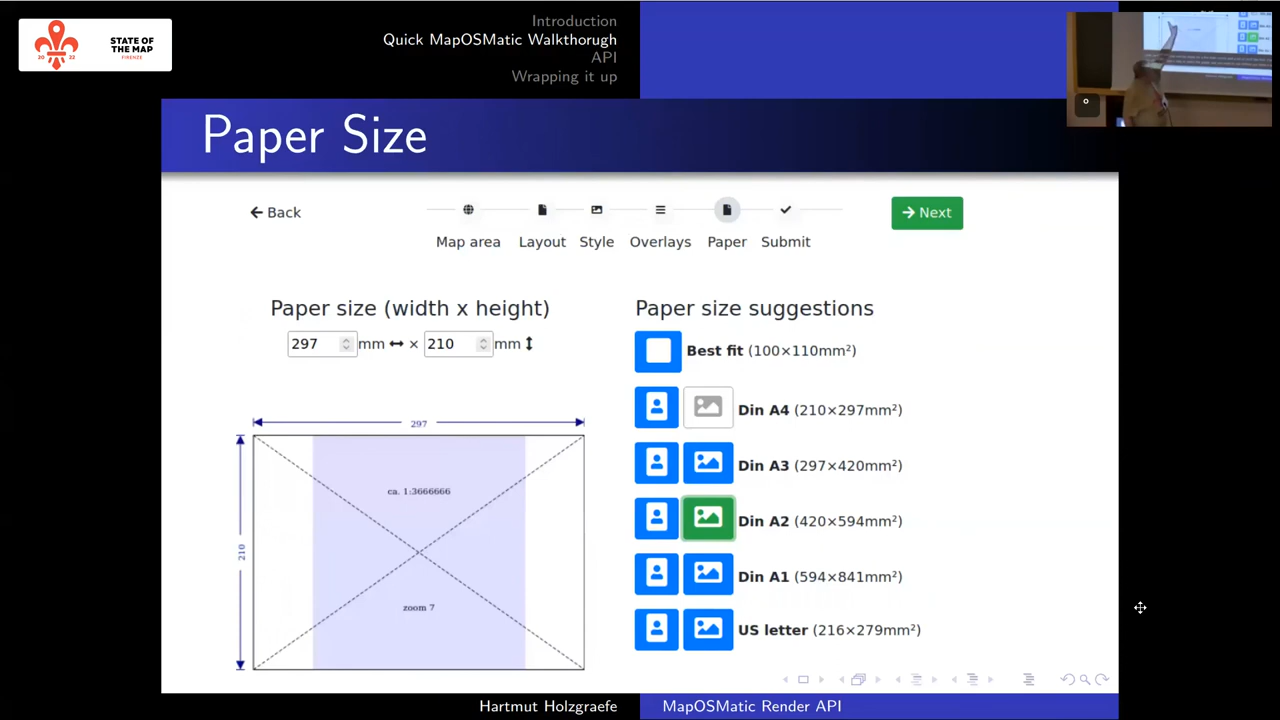 STATE
OF THE MAP
20 22
FIRENZE
Introduction
Quick MapOSMatic Walkthorugh
API
Wrapping it up
Paper Size
Back
Map area
Layout
Style
Overlays
Paper
Submit
Next
Paper size (width x height)
297 mm × 210 mm
Paper size suggestions
Best fit (100×110mm²)
Din A4 (210×297mm²)
Din A3 (297×420mm²)
Din A2 (420×594mm²)
Din A1 (594×841mm²)
US letter (216×279mm²)
297
210
ca. 1:3666666
zoom 7
Hartmut Holzgraefe
MapOSMatic Render API